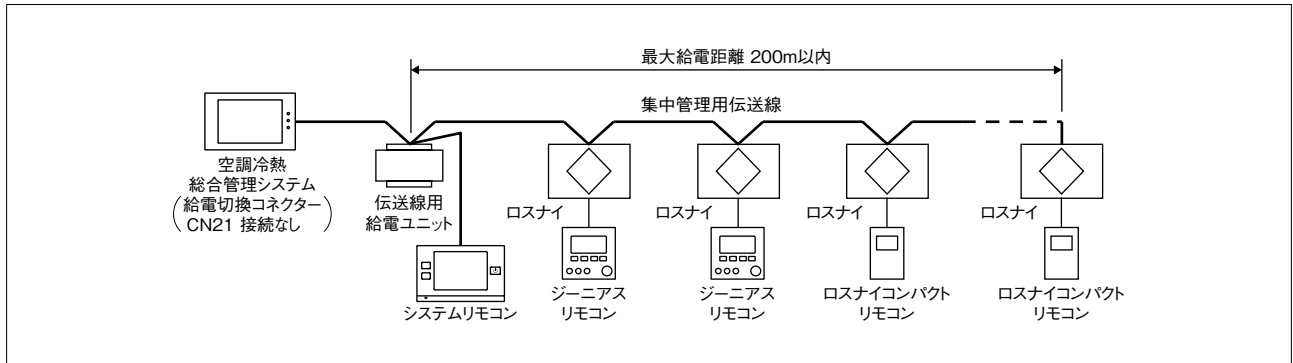 最大給電距離 200m以内
集中管理用伝送線
空調冷熱
総合管理システム
(給電切換コネクター
CN21 接続なし)
伝送線用
給電ユニット
システムリモコン
ロスナイ
ロスナイ
ロスナイ
ロスナイ
ジーニアス
リモコン
ジーニアス
リモコン
ロスナイコンパクト
リモコン
ロスナイコンパクト
リモコン